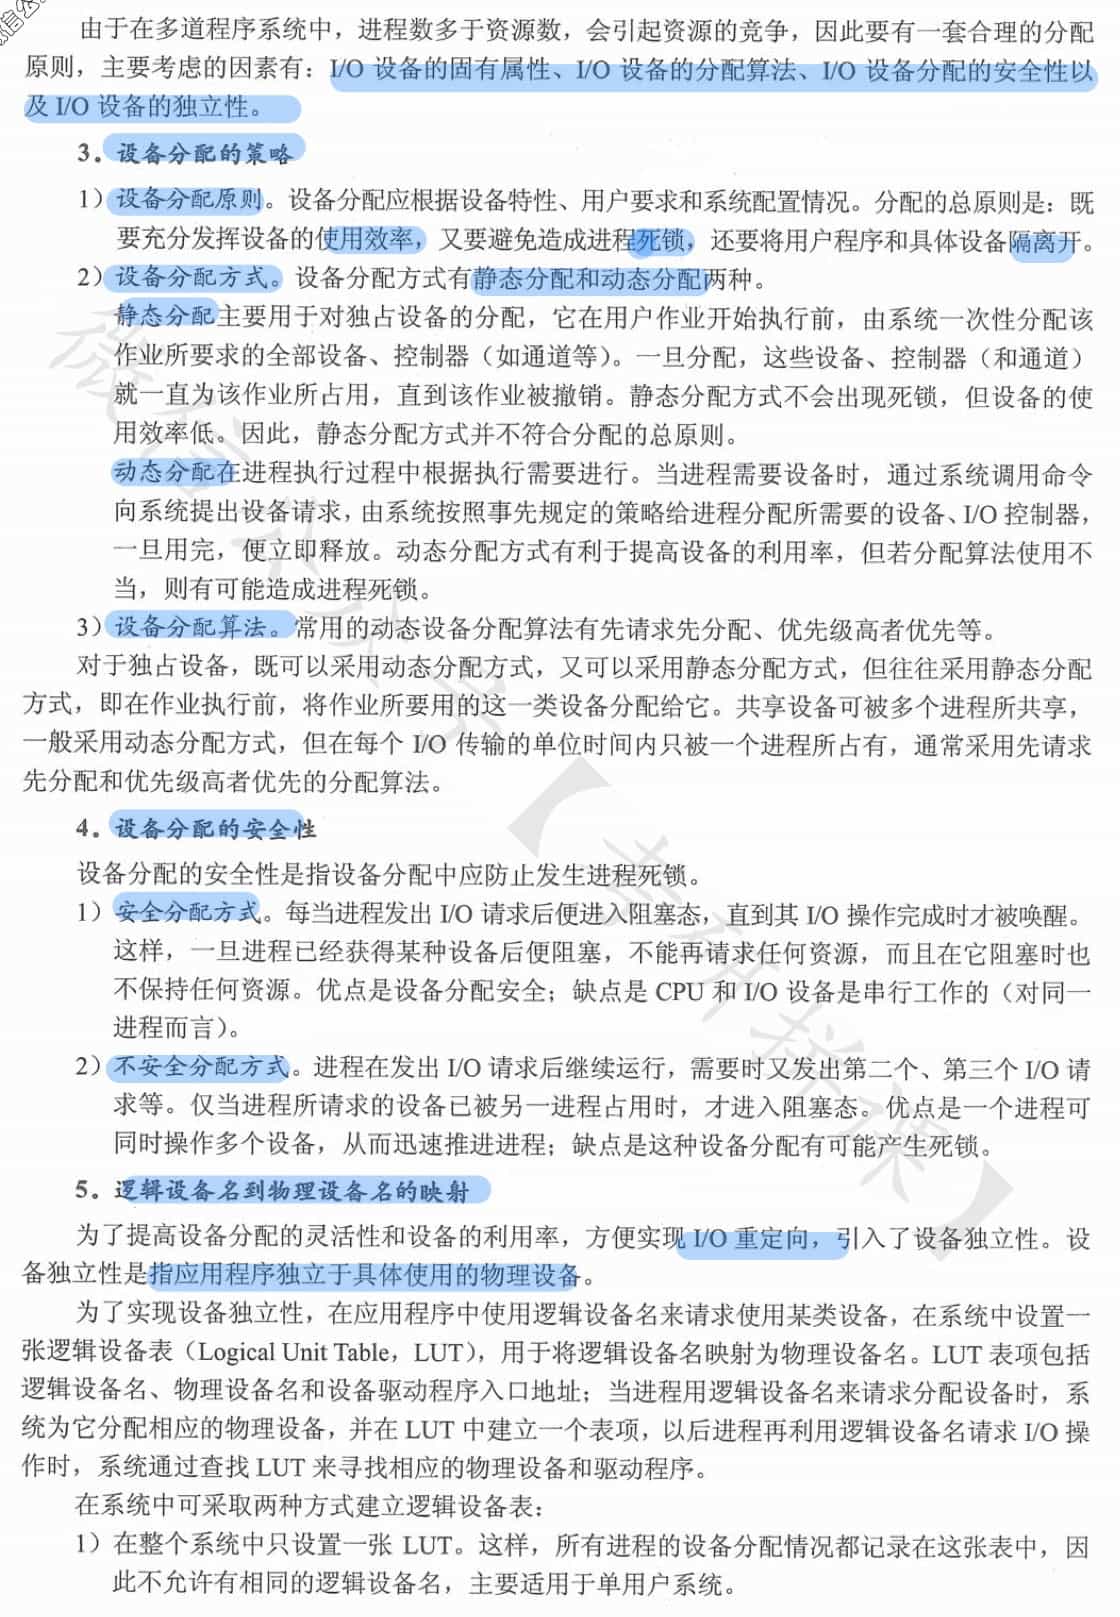 由于在多道程序系统中，进程数多于资源数，会引起资源的竞争，因此要有一套合理的分配
原则，主要考虑的因素有：I/O 设备的固有属性、I/O 设备的分配算法、I/O 设备分配的安全性以
及 I/O 设备的独立性。
3．设备分配的策略
1）设备分配原则。设备分配应根据设备特性、用户要求和系统配置情况。分配的总原则是：既
要充分发挥设备的使用效率，又要避免造成进程死锁，还要将用户程序和具体设备隔离开。
2）设备分配方式。设备分配方式有静态分配和动态分配两种。
静态分配主要用于对独占设备的分配，它在用户作业开始执行前，由系统一次性分配该
作业所要求的全部设备、控制器（如通道等）。一旦分配，这些设备、控制器（和通道）
就一直为该作业所占用，直到该作业被撤销。静态分配方式不会出现死锁，但设备的使
用效率低。因此，静态分配方式并不符合分配的总原则。
动态分配在进程执行过程中根据执行需要进行。当进程需要设备时，通过系统调用命令
向系统提出设备请求，由系统按照事先规定的策略给进程分配所需要的设备、I/O 控制器，
一旦用完，便立即释放。动态分配方式有利于提高设备的利用率，但若分配算法使用不
当，则有可能造成进程死锁。
3）设备分配算法。常用的动态设备分配算法有先请求先分配、优先级高者优先等。
对于独占设备，既可以采用动态分配方式，又可以采用静态分配方式，但往往采用静态分配
方式，即在作业执行前，将作业所要用的这一类设备分配给它。共享设备可被多个进程所共享，
一般采用动态分配方式，但在每个 I/O 传输的单位时间内只被一个进程所占有，通常采用先请求
先分配和优先级高者优先的分配算法。
4．设备分配的安全性
设备分配的安全性是指设备分配中应防止发生进程死锁。
1）安全分配方式。每当进程发出 I/O 请求后便进入阻塞态，直到其 I/O 操作完成时才被唤醒。
这样，一旦进程已经获得某种设备后便阻塞，不能再请求任何资源，而且在它阻塞时也
不保持任何资源。优点是设备分配安全；缺点是 CPU 和 I/O 设备是串行工作的（对同一
进程而言）。
2）不安全分配方式。进程在发出 I/O 请求后继续运行，需要时又发出第二个、第三个 I/O 请
求等。仅当进程所请求的设备已被另一进程占用时，才进入阻塞态。优点是一个进程可
同时操作多个设备，从而迅速推进进程；缺点是这种设备分配有可能产生死锁。
5．逻辑设备名到物理设备名的映射
为了提高设备分配的灵活性和设备的利用率，方便实现 I/O 重定向，引入了设备独立性。设
备独立性是指应用程序独立于具体使用的物理设备。
为了实现设备独立性，在应用程序中使用逻辑设备名来请求使用某类设备，在系统中设置一
张逻辑设备表（Logical Unit Table，LUT），用于将逻辑设备名映射为物理设备名。LUT 表项包括
逻辑设备名、物理设备名和设备驱动程序入口地址；当进程用逻辑设备名来请求分配设备时，系
统为它分配相应的物理设备，并在 LUT 中建立一个表项，以后进程再利用逻辑设备名请求 I/O 操
作时，系统通过查找 LUT 来寻找相应的物理设备和驱动程序。
在系统中可采取两种方式建立逻辑设备表：
1）在整个系统中只设置一张 LUT。这样，所有进程的设备分配情况都记录在这张表中，因
此不允许有相同的逻辑设备名，主要适用于单用户系统。